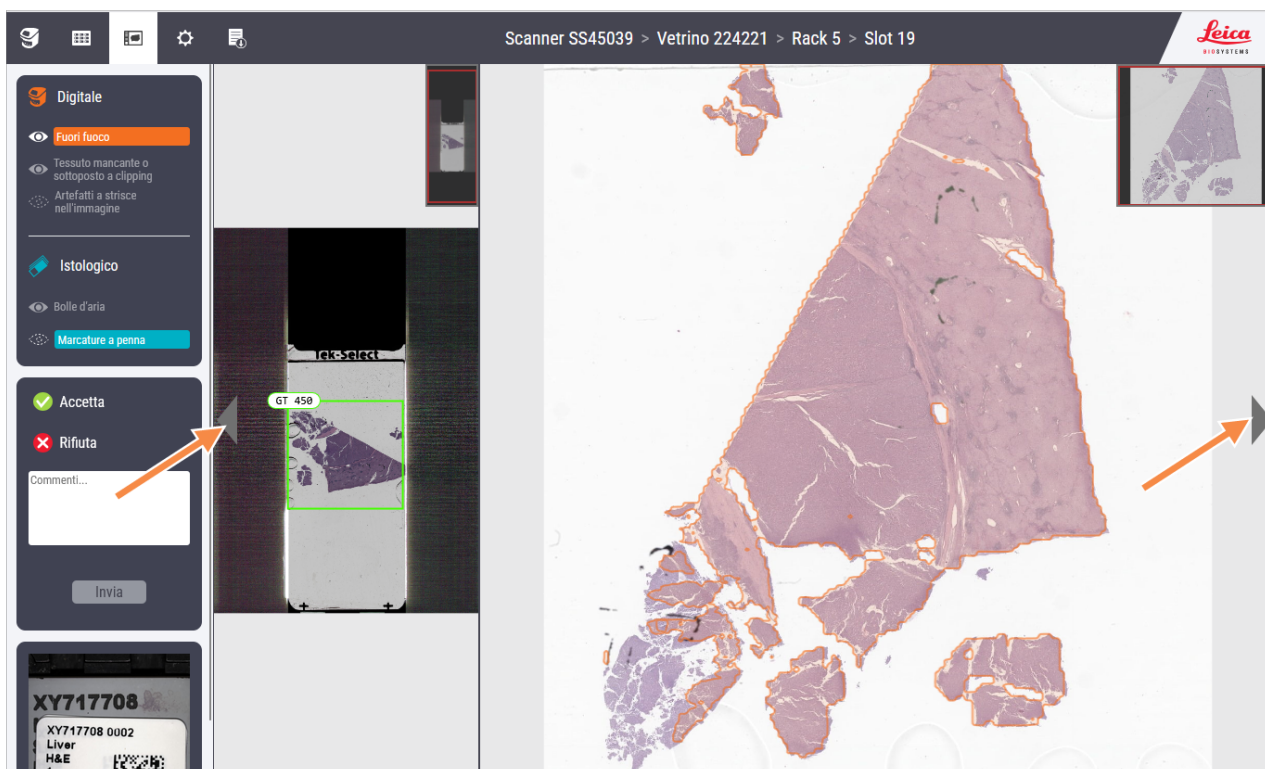 Scanner SS45039 > Vetrino 224221 > Rack 5 > Slot 19
Leica
BIOSYSTEMS
Digitale
Fuori fuoco
Tessuto mancante o
sottoposto a clipping
Artefatti a strisce
nell'immagine
Istologico
Bolle d'aria
Marcature a penna
Accetta
Rifiuta
Commenti...
Invia
XY717708
XY717708 0002
Liver
H&E
Tek-Select
GT 450